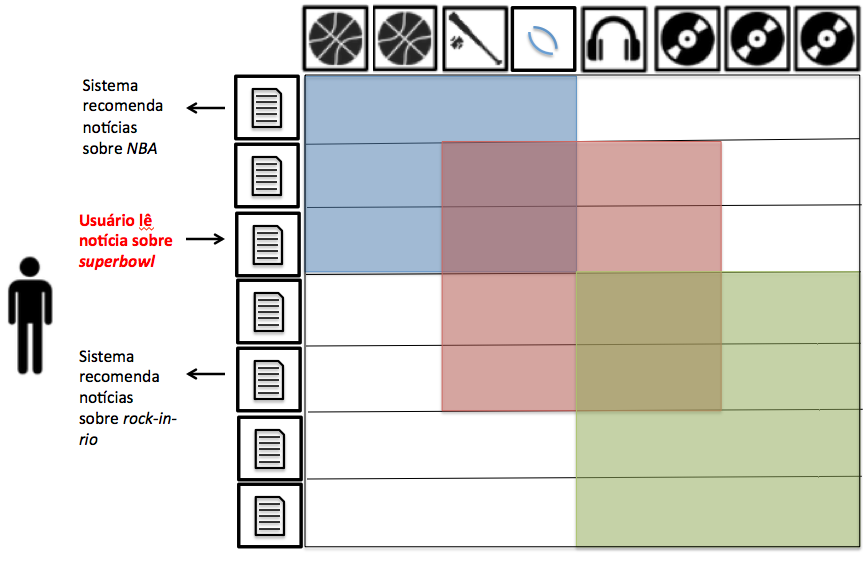 Sistema
recomenda
notícias
sobre NBA
Usuário lê
notícia sobre
superbowl
Sistema
recomenda
notícias
sobre rock-in-
rio